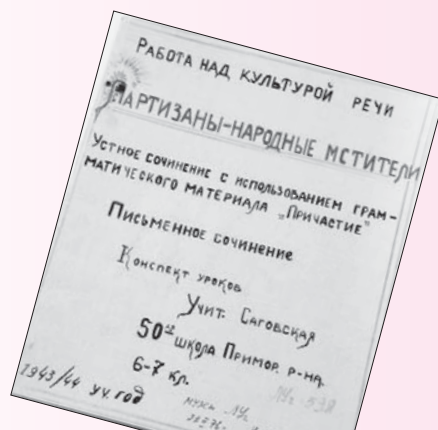 РАБОТА НАД КУЛЬТУРОЙ РЕЧИ
ПАРТИЗАНЫ-НАРОДНЫЕ МСТИТЕЛИ
УСТНОЕ СОЧИНЕНИЕ С ИСПОЛЬЗОВАНИЕМ ГРАМ-
МАТИЧЕСКОГО МАТЕРИАЛА „ПРИЧАСТИЕ"
ПИСЬМЕННОЕ СОЧИНЕНИЕ
КОНСПЕКТ УРОКОВ
УЧИТ. САГОВСКАЯ
50ая ШКОЛА ПРИМОР. Р-НА.
6-7 КЛ.
1943/44 УЧ. ГОД